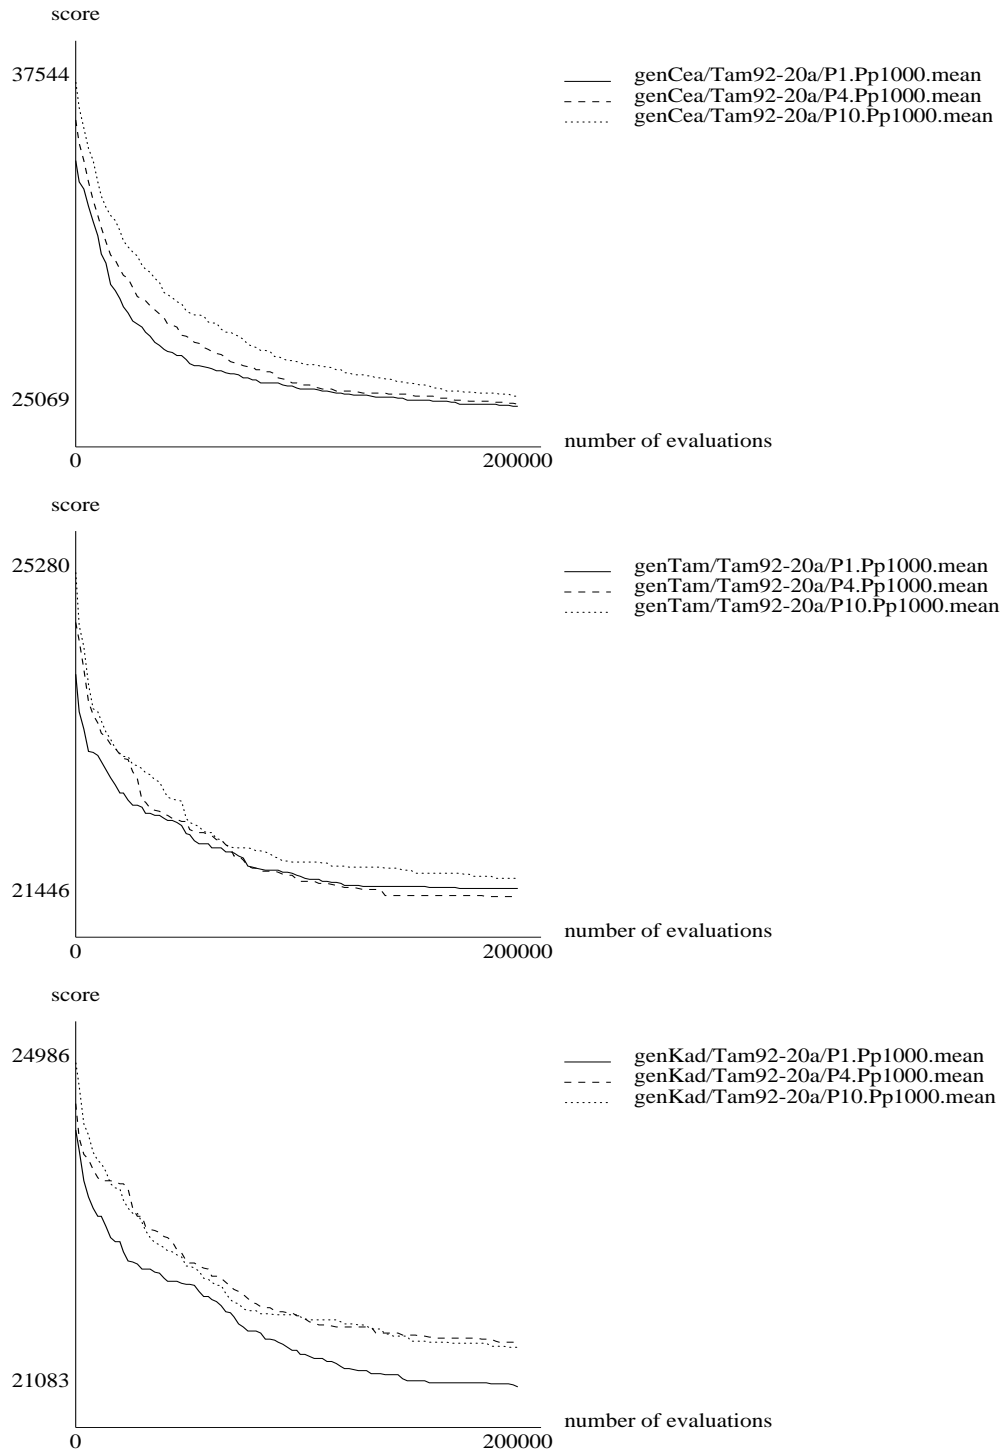 score
37544
genCea/Tam92-20a/P1.Pp1000.mean
genCea/Tam92-20a/P4.Pp1000.mean
genCea/Tam92-20a/P10.Pp1000.mean
25069
number of evaluations
0 200000
score
25280
genTam/Tam92-20a/P1.Pp1000.mean
genTam/Tam92-20a/P4.Pp1000.mean
genTam/Tam92-20a/P10.Pp1000.mean
21446
number of evaluations
0 200000
score
24986
genKad/Tam92-20a/P1.Pp1000.mean
genKad/Tam92-20a/P4.Pp1000.mean
genKad/Tam92-20a/P10.Pp1000.mean
21083
number of evaluations
0 200000